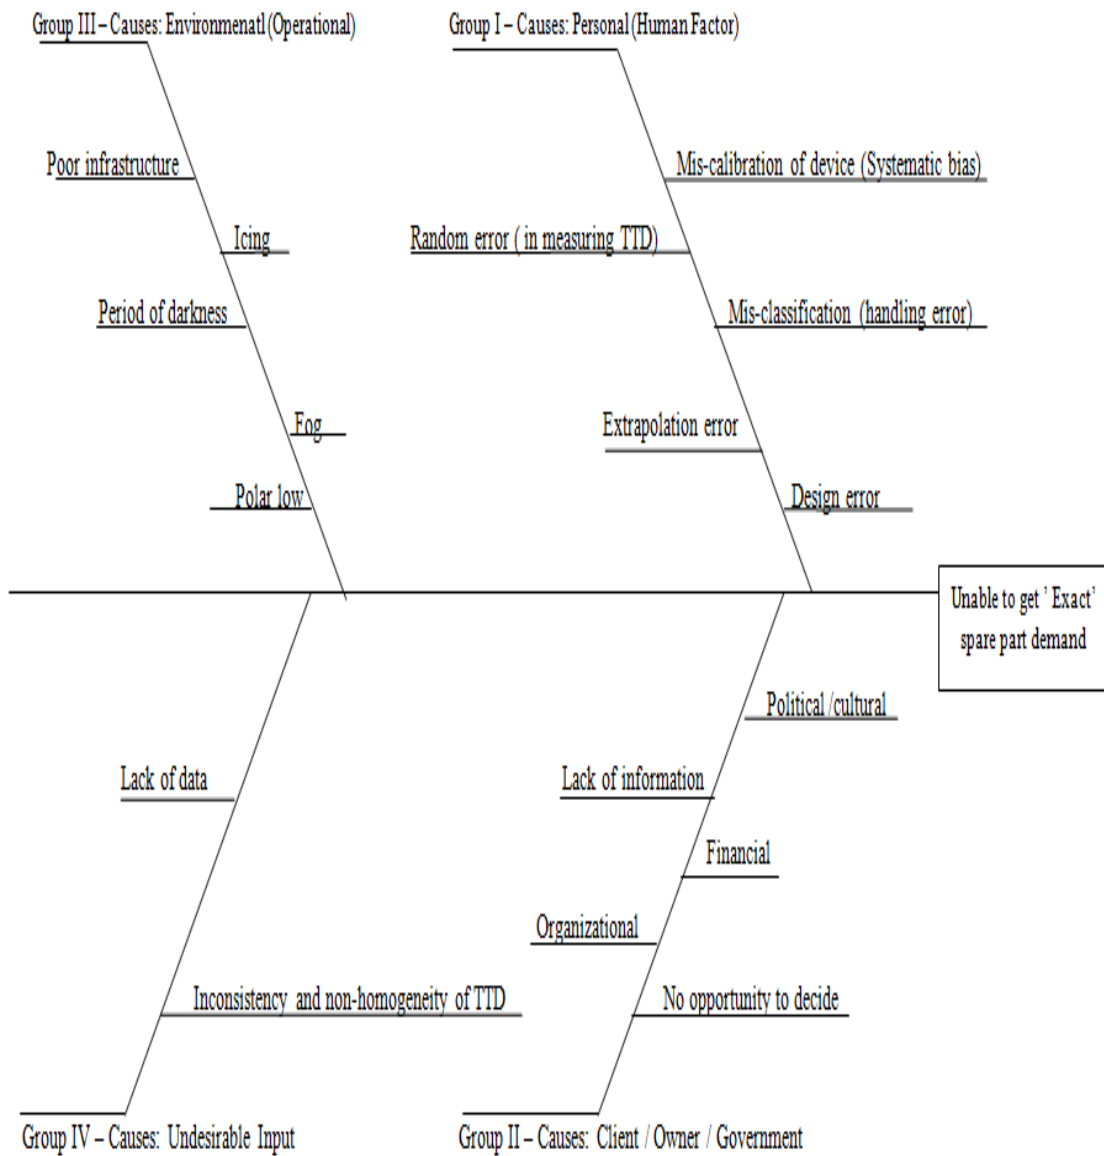 Group III – Causes: Environmenatl (Operational)
Group I – Causes: Personal (Human Factor)
Poor infrastructure
Mis-calibration of device (Systematic bias)
Icing
Random error ( in measuring TTD)
Period of darkness
Mis-classification (handling error)
Fog
Extrapolation error
Polar low
Design error
Unable to get ’ Exact’
spare part demand
Political /cultural
Lack of data
Lack of information
Financial
Organizational
Inconsistency and non-homogeneity of TTD
No opportunity to decide
Group IV – Causes: Undesirable Input
Group II – Causes: Client / Owner / Government